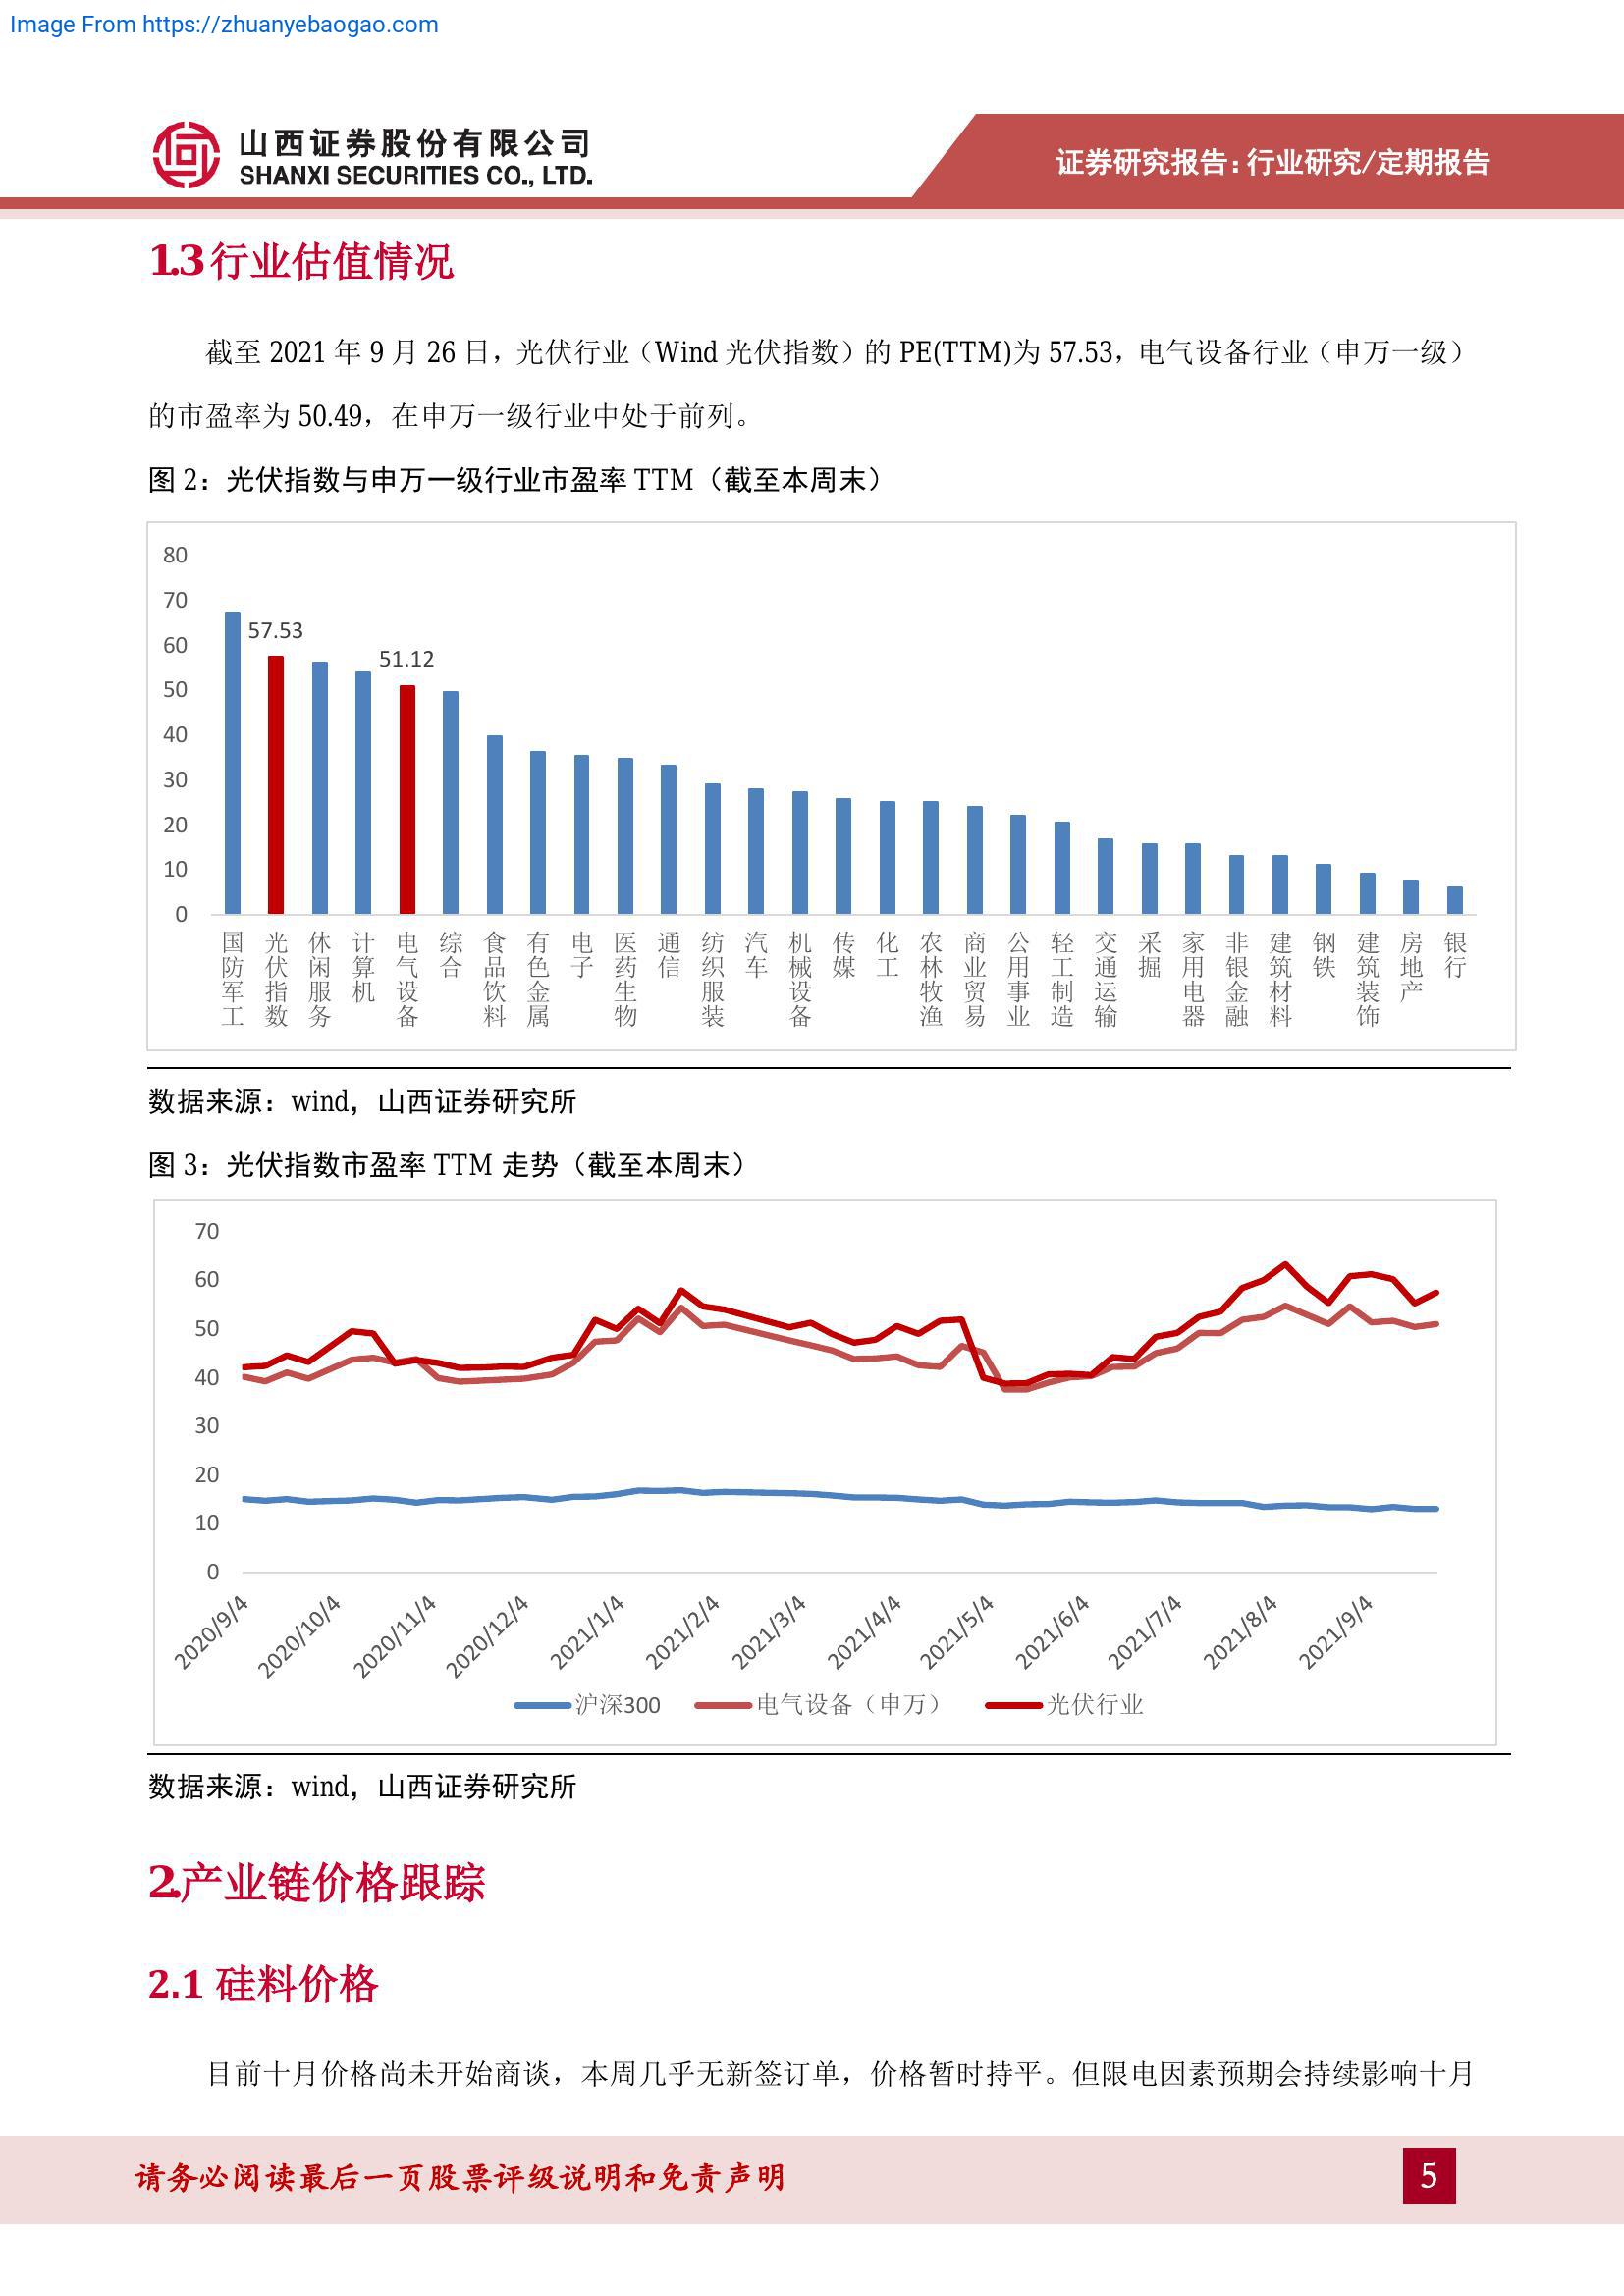 Image From https://zhuanyebaogao.com
山西证券股份有限公司
SHANXI SECURITIES CO., LTD.
证券研究报告：行业研究/定期报告
1.3 行业估值情况
截至 2021 年 9 月 26 日，光伏行业（Wind 光伏指数）的 PE(TTM)为 57.53，电气设备行业（申万一级）
的市盈率为 50.49，在申万一级行业中处于前列。
图 2：光伏指数与申万一级行业市盈率 TTM（截至本周末）
80
70
60
50
40
30
20
10
0
57.53
51.12
国防军工
光伏指数
休闲服务
计算机
电气设备
综合
食品饮料
有色金属
电子
医药生物
通信
纺织服装
汽车
机械设备
传媒
化工
农林牧渔
商业贸易
公用事业
轻工制造
交通运输
采掘
家用电器
非银金融
建筑材料
钢铁
建筑装饰
房地产
银行
数据来源：wind，山西证券研究所
图 3：光伏指数市盈率 TTM 走势（截至本周末）
70
60
50
40
30
20
10
0
2020/9/4
2020/10/4
2020/11/4
2020/12/4
2021/1/4
2021/2/4
2021/3/4
2021/4/4
2021/5/4
2021/6/4
2021/7/4
2021/8/4
2021/9/4
沪深300 电气设备（申万） 光伏行业
数据来源：wind，山西证券研究所
2.产业链价格跟踪
2.1 硅料价格
目前十月价格尚未开始商谈，本周几乎无新签订单，价格暂时持平。但限电因素预期会持续影响十月
请务必阅读最后一页股票评级说明和免责声明
5